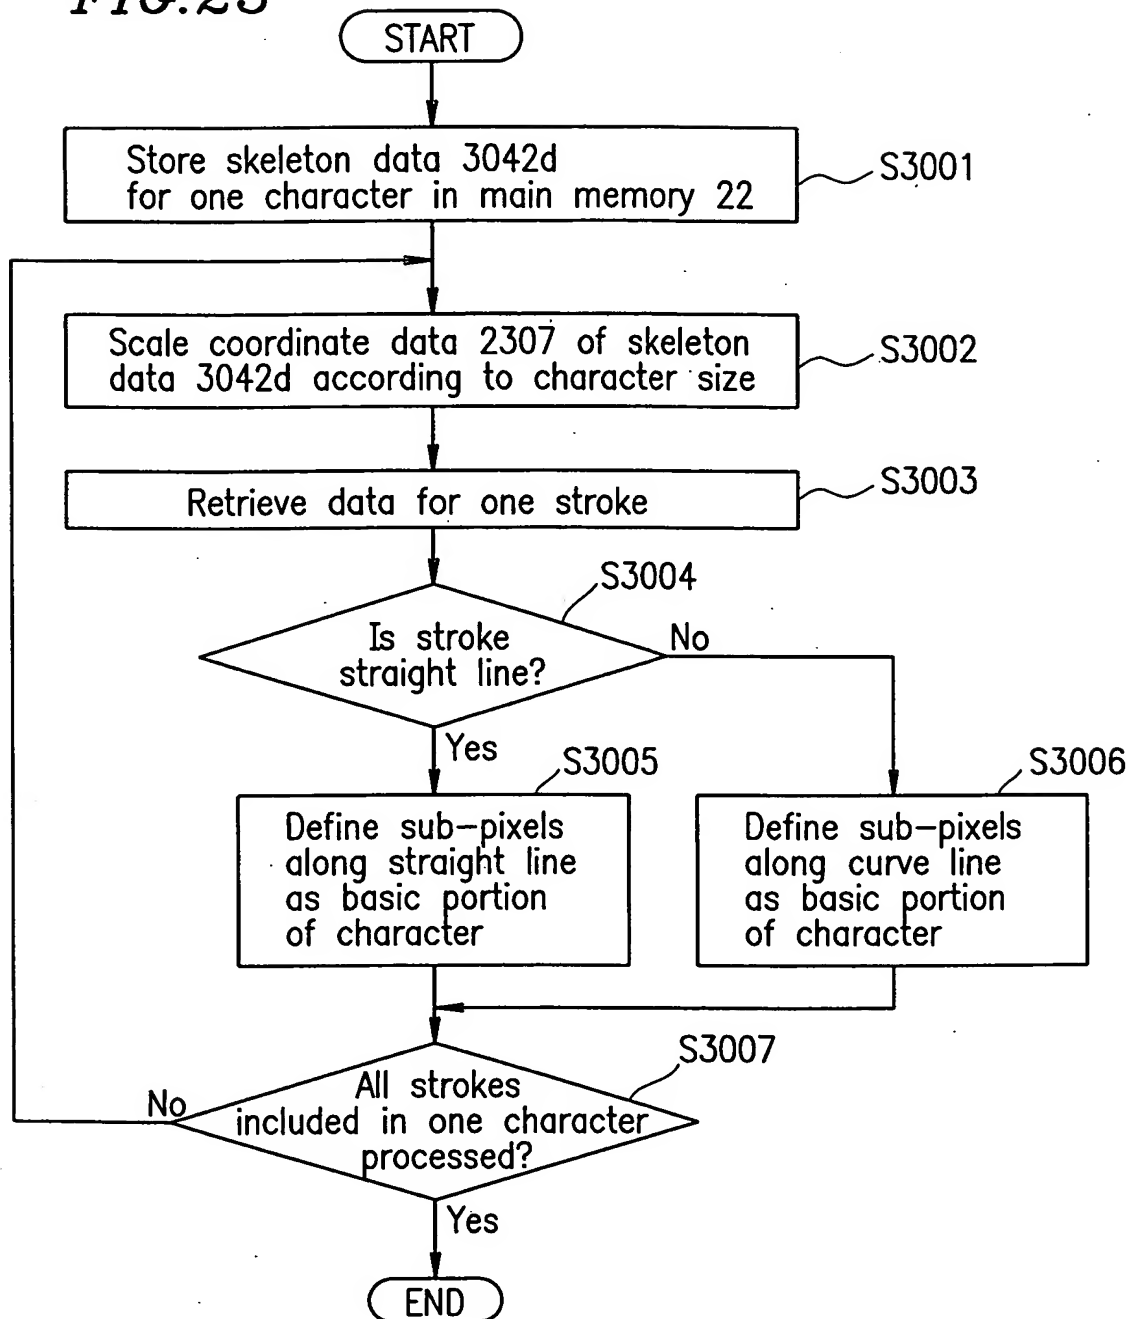 FIG.23
START
Store skeleton data 3042d
for one character in main memory 22
S3001
Scale coordinate data 2307 of skeleton
data 3042d according to character size
S3002
Retrieve data for one stroke
S3003
S3004
Is stroke
straight line?
No
Yes
S3005
S3006
Define sub-pixels
along straight line
as basic portion
of character
Define sub-pixels
along curve line
as basic portion
of character
S3007
All strokes
included in one character
processed?
No
Yes
END